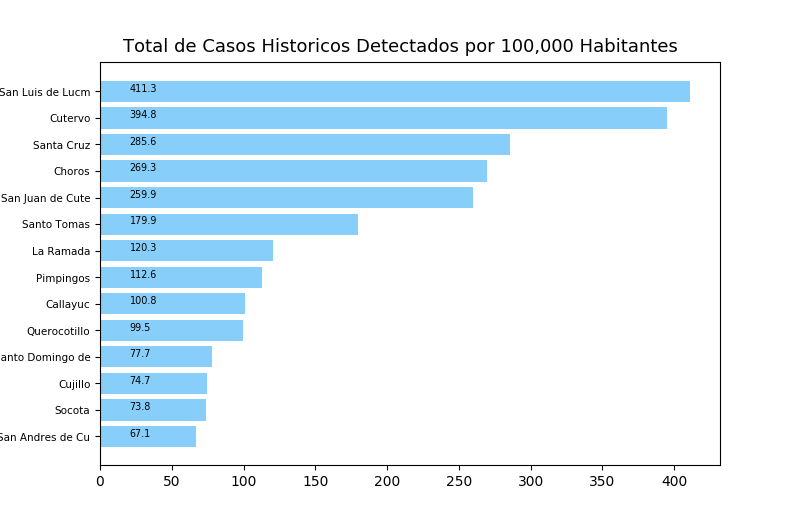 Total de Casos Historicos Detectados por 100,000 Habitantes
San Luis de Lucm 411.3
Cutervo 394.8
Santa Cruz 285.6
Choros 269.3
San Juan de Cute 259.9
Santo Tomas 179.9
La Ramada 120.3
Pimpingos 112.6
Callayuc 100.8
Querocotillo 99.5
anto Domingo de 77.7
Cujillo 74.7
Socota 73.8
San Andres de Cu 67.1
0 50 100 150 200 250 300 350 400